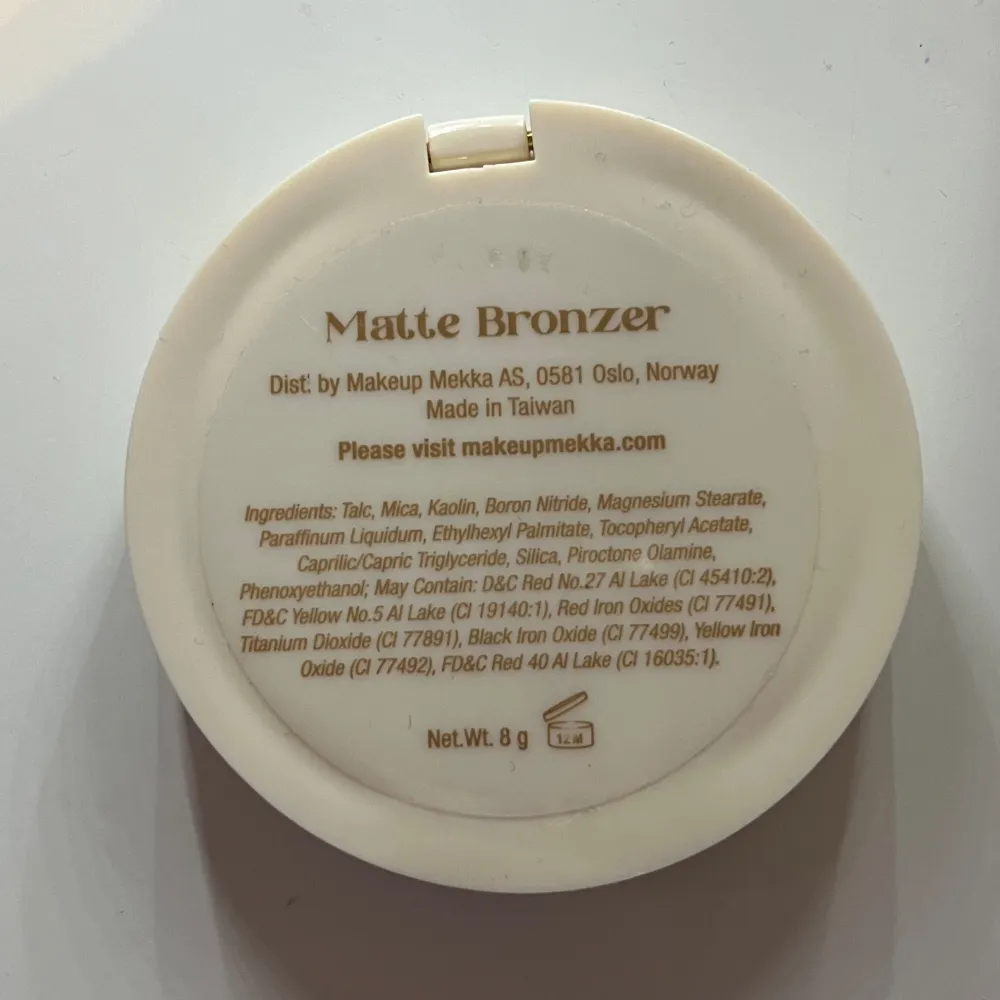 Matte Bronzer
Dist. by Makeup Mekka AS, 0581 Oslo, Norway
Made in Taiwan
Please visit makeupmekka.com
Ingredients: Talc, Mica, Kaolin, Boron Nitride, Magnesium Stearate,
Paraffinum Liquidum, Ethylhexyl Palmitate, Tocopheryl Acetate,
Caprilic/Capric Triglyceride, Silica, Piroctone Olamine,
Phenoxyethanol; May Contain: D&C Red No.27 Al Lake (CI 45410:2),
FD&C Yellow No.5 Al Lake (CI 19140:1), Red Iron Oxides (CI 77491),
Titanium Dioxide (CI 77891), Black Iron Oxide (CI 77499), Yellow Iron
Oxide (CI 77492), FD&C Red 40 Al Lake (CI 16035:1).
Net.Wt. 8 g 12M